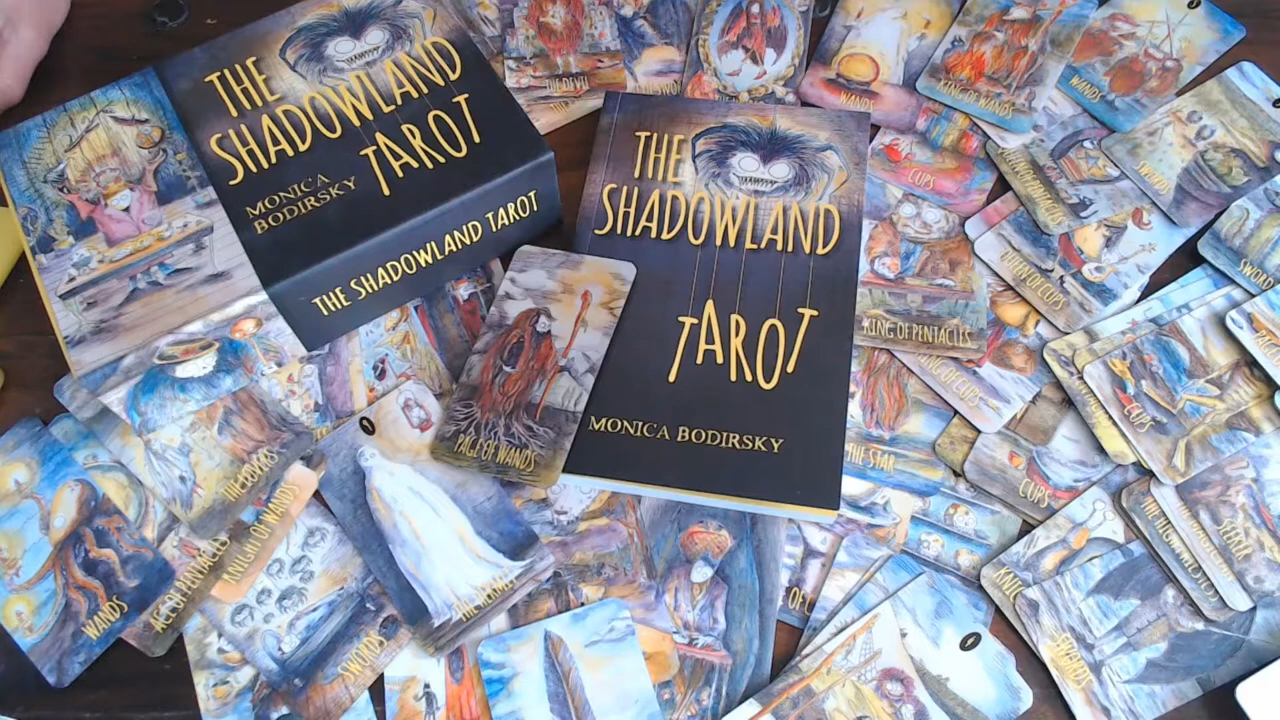 THE
SHADOWLAND
TAROT
MONICA
BODIRSKY
THE SHADOWLAND TAROT
THE
SHADOWLAND
TAROT
MONICA BODIRSKY
THE DEVIL
WANDS
KING OF WANDS
WANDS
CUPS
SWORDS
KING OF PENTACLES
QUEEN OF CUPS
KING OF CUPS
CUPS
THE STAR
CUPS
PAGE OF WANDS
THE LOVERS
KNIGHT OF WANDS
ACE OF PENTACLES
WANDS
SWORDS
THE HERMIT
SWORDS